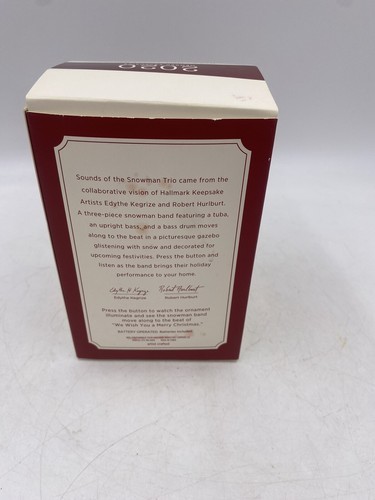 2020
Sounds of the Snowman Trio came from the
collaborative vision of Hallmark Keepsake
Artists Edythe Kegrize and Robert Hurlburt.
A three-piece snowman band featuring a tuba,
an upright bass, and a bass drum moves
along to the beat in a picturesque gazebo
glistening with snow and decorated for
upcoming festivities. Press the button and
listen as the band brings their holiday
performance to your home.
Edythe Kegrize Robert Hurlburt
Press the button to watch the ornament
illuminate and see the snowman band
move along to the beat of
"We Wish You a Merry Christmas."
BATTERY-OPERATED. Batteries included.